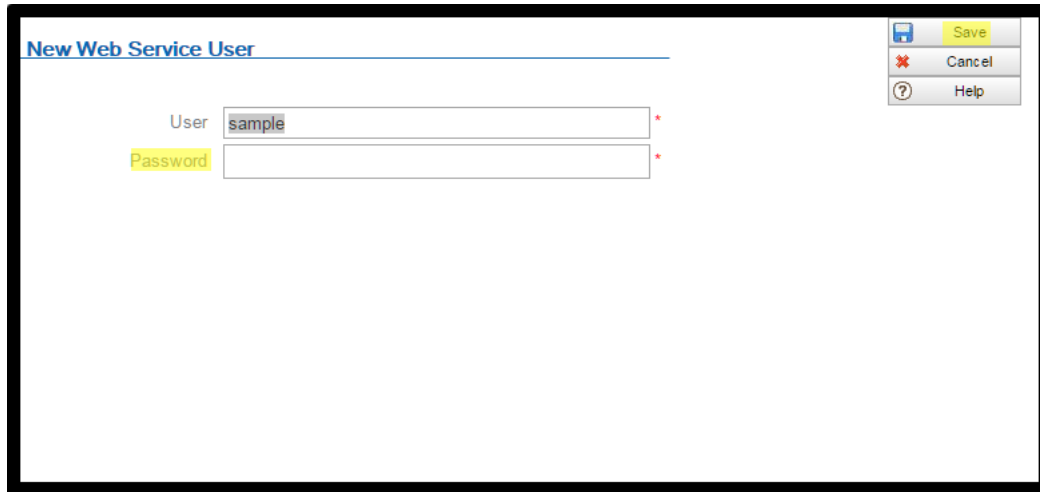 New Web Service User
Save
Cancel
? Help
User sample *
Password *